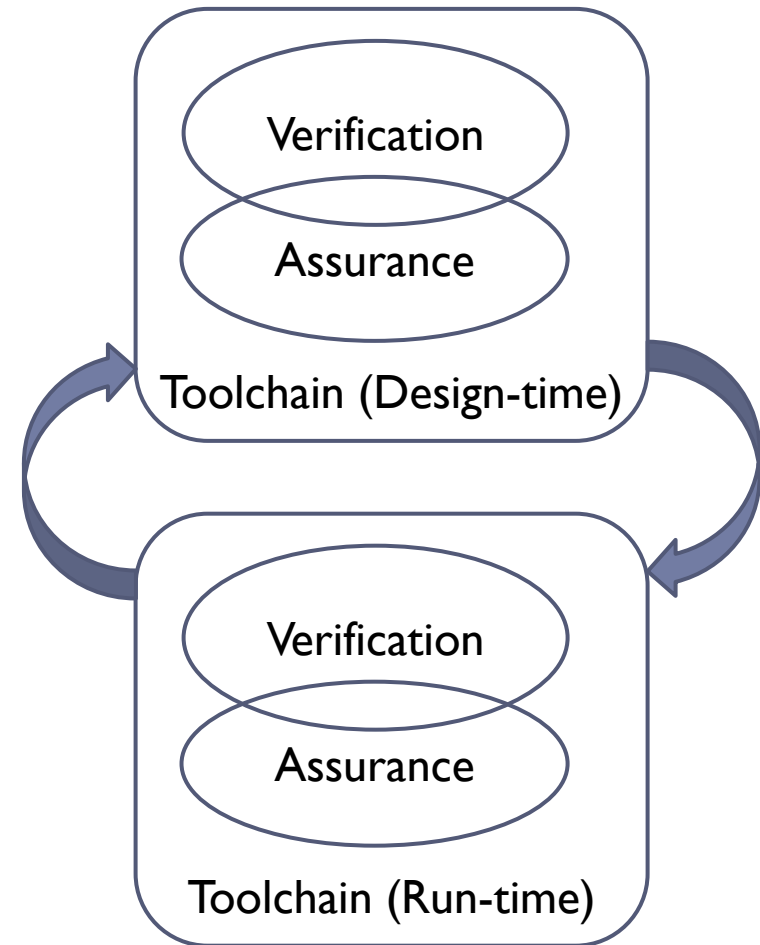 Verification
Assurance
Toolchain (Design-time)
Verification
Assurance
Toolchain (Run-time)